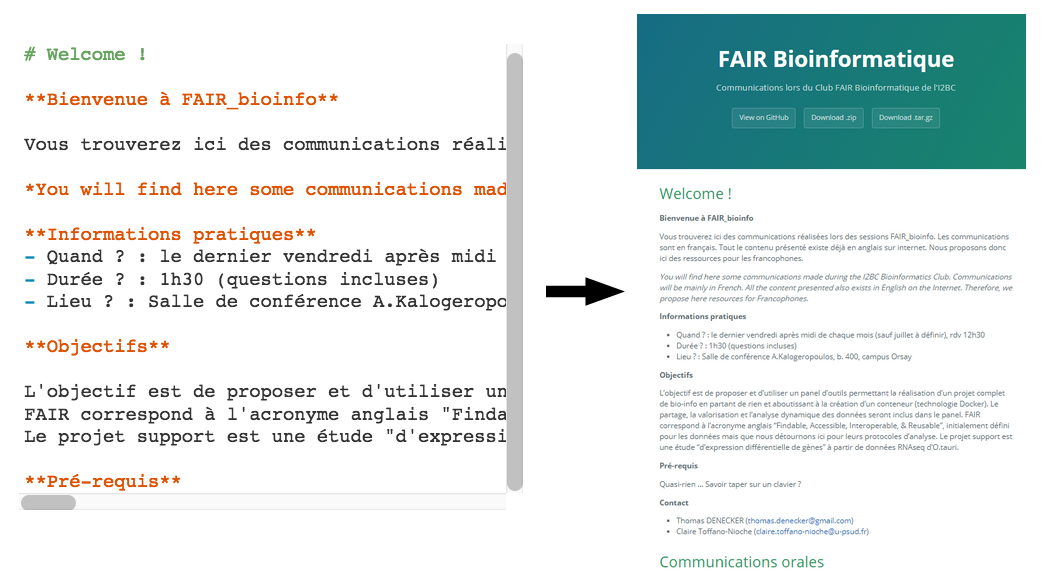 # Welcome !
**Bienvenue à FAIR_bioinfo**
Vous trouverez ici des communications réali
*You will find here some communications mad
**Informations pratiques**
- Quand ? : le dernier vendredi après midi
- Durée ? : 1h30 (questions incluses)
- Lieu ? : Salle de conférence A.Kalogeropo
**Objectifs**
L'objectif est de proposer et d'utiliser un
FAIR correspond à l'acronyme anglais "Finda
Le projet support est une étude "d'expressi
**Pré-requis**
FAIR Bioinformatique
Communications lors du Club FAIR Bioinformatique de l'I2BC
View on GitHub
Download .zip
Download .tar.gz
Welcome !
Bienvenue à FAIR_bioinfo
Vous trouverez ici des communications réalisées lors des sessions FAIR_bioinfo. Les communications
sont en français. Tout le contenu présenté existe déjà en anglais sur internet. Nous proposons donc
ici des ressources pour les francophones.
You will find here some communications made during the I2BC Bioinformatics Club. Communications
will be mainly in French. All the content presented also exists in English on the Internet. Therefore, we
propose here resources for Francophones.
Informations pratiques
• Quand ? : le dernier vendredi après midi de chaque mois (sauf juillet à définir), rdv 12h30
• Durée ? : 1h30 (questions incluses)
• Lieu ? : Salle de conférence A.Kalogeropoulos, b. 400, campus Orsay
Objectifs
L'objectif est de proposer et d'utiliser un panel d'outils permettant la réalisation d'un projet complet
de bio-info en partant de rien et aboutissant à la création d'un conteneur (technologie Docker). Le
partage, la valorisation et l'analyse dynamique des données seront inclus dans le panel. FAIR
correspond à l'acronyme anglais "Findable, Accessible, Interoperable, & Reusable", initialement défini
pour les données mais que nous détournons ici pour leurs protocoles d'analyse. Le projet support est
une étude "d'expression différentielle de gènes" à partir de données RNAseq d'O.tauri.
Pré-requis
Quasi-rien ... Savoir taper sur un clavier ?
Contact
• Thomas DENECKER (thomas.denecker@gmail.com)
• Claire Toffano-Nioche (claire.toffano-nioche@u-psud.fr)
Communications orales